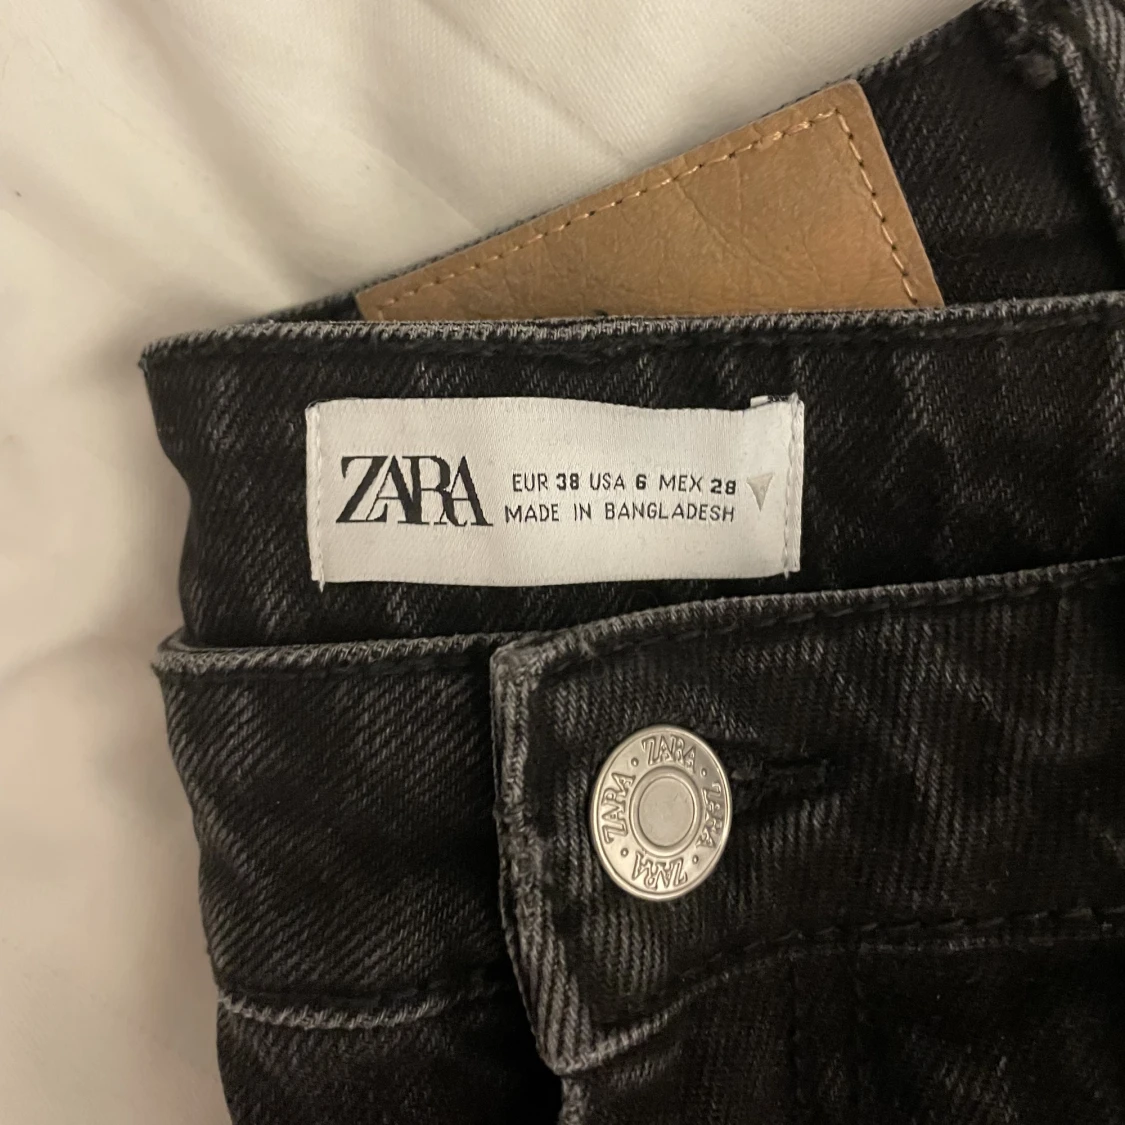 ZARA
EUR 38 USA 6 MEX 28
MADE IN BANGLADESH
ZARA · ZARA · ZARA · ZARA ·